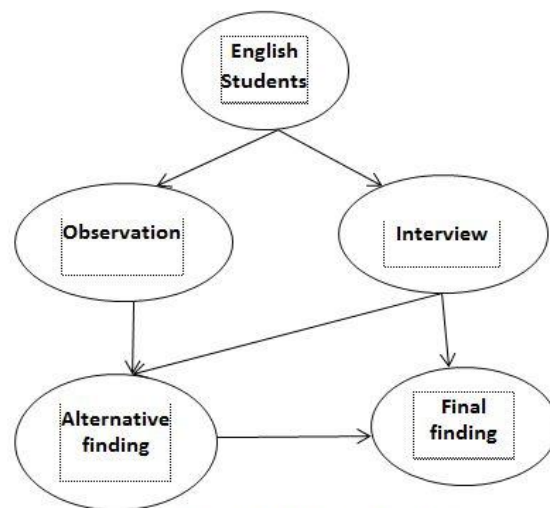 English
Students
Observation
Interview
Alternative
finding
Final
finding